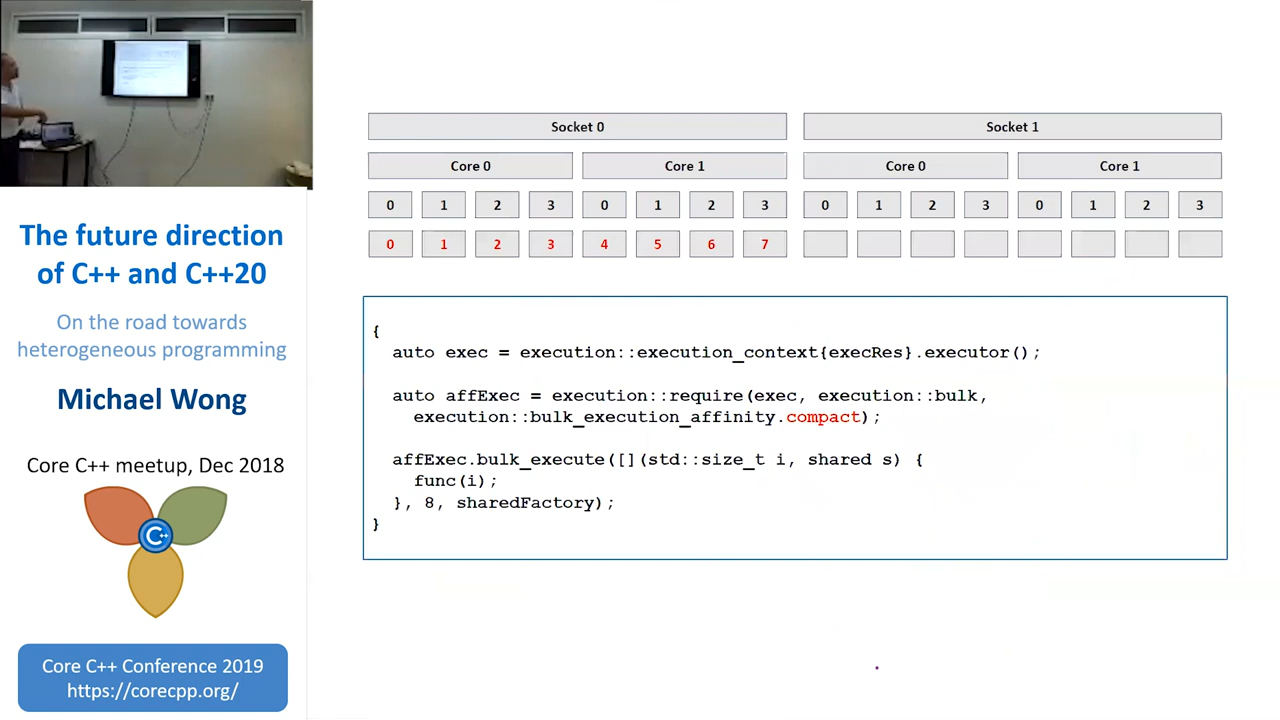 The future direction
of C++ and C++20
On the road towards
heterogeneous programming
Michael Wong
Core C++ meetup, Dec 2018
C++
Core C++ Conference 2019
https://corecpp.org/
Socket 0 Socket 1
Core 0 Core 1 Core 0 Core 1
0 1 2 3 0 1 2 3 0 1 2 3 0 1 2 3
0 1 2 3 4 5 6 7
{
auto exec = execution::execution_context{execRes}.executor();
auto affExec = execution::require(exec, execution::bulk,
execution::bulk_execution_affinity.compact);
affExec.bulk_execute([](std::size_t i, shared s) {
func(i);
}, 8, sharedFactory);
}